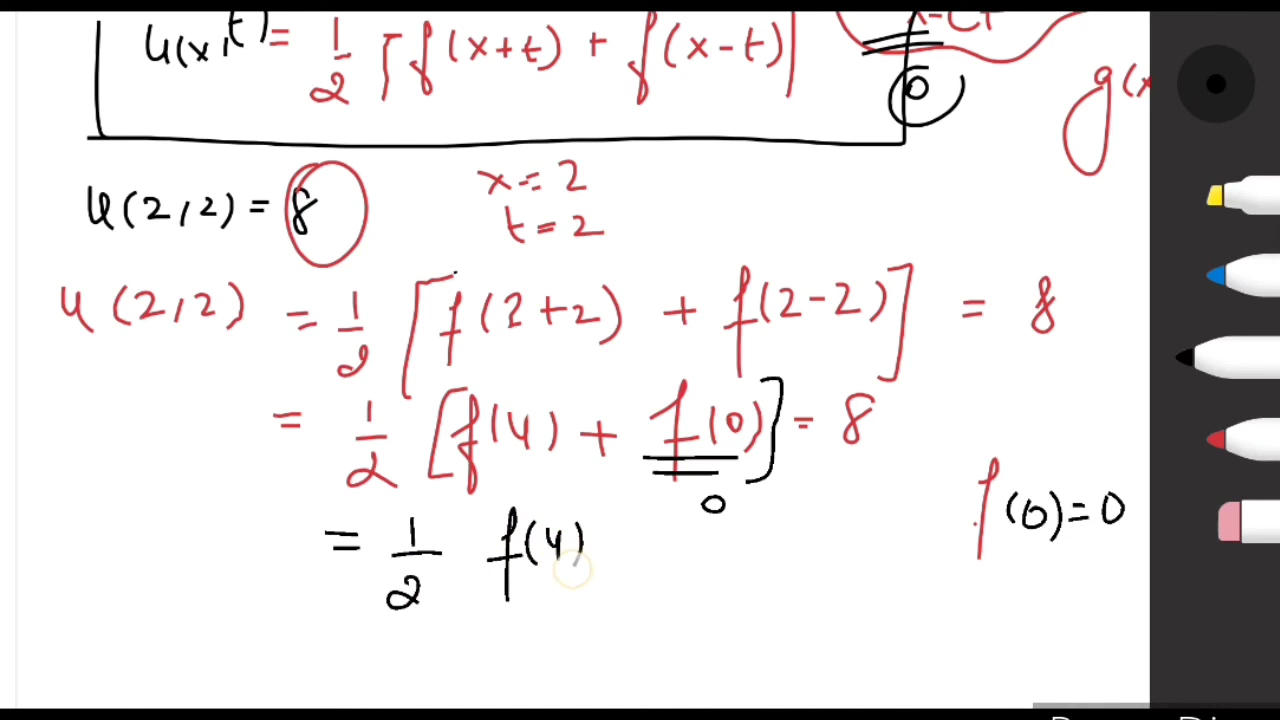 u(x,t) = 1/2 [f(x+t) + f(x-t)]
x-ct
0
g(x
u(2,2) = 8
x = 2
t = 2
u(2,2) = 1/2 [f(2+2) + f(2-2)] = 8
= 1/2 [f(4) + f(0)] = 8
0
f(0)=0
= 1/2 f(4)